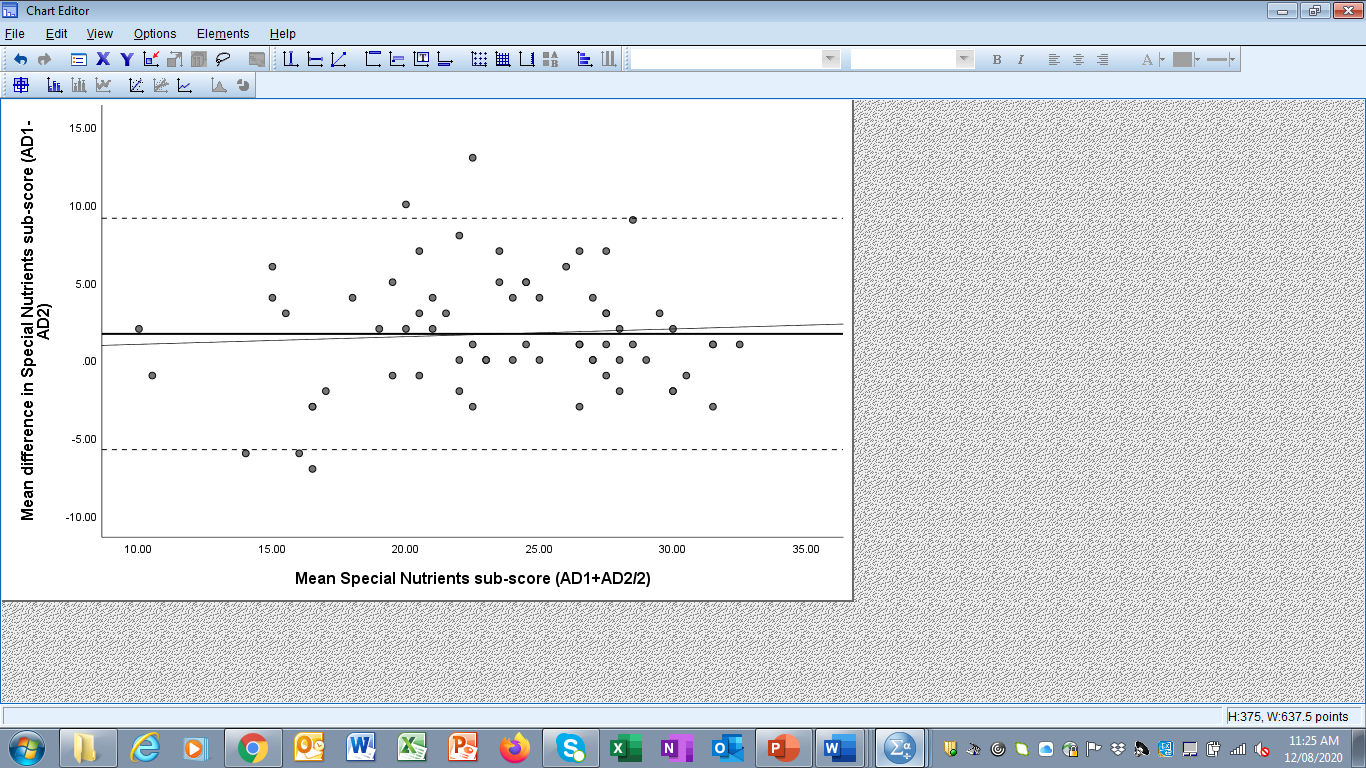 Chart Editor
File Edit View Options Elements Help
X Y B I A
Mean difference in Special Nutrients sub-score (AD1-
AD2)
15.00
10.00
5.00
.00
-5.00
-10.00
10.00 15.00 20.00 25.00 30.00 35.00
Mean Special Nutrients sub-score (AD1+AD2/2)
H:375, W:637.5 points
11:25 AM
12/08/2020